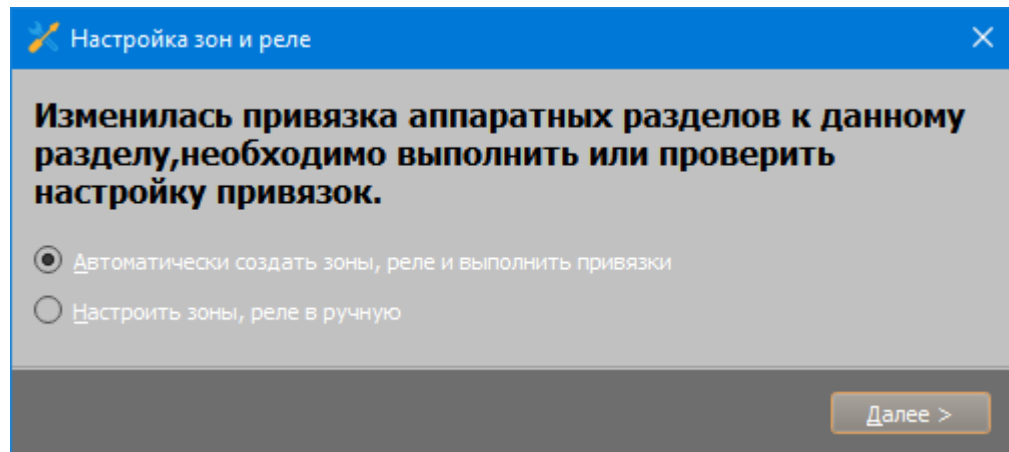 Настройка зон и реле
Изменилась привязка аппаратных разделов к данному
разделу,необходимо выполнить или проверить
настройку привязок.
Автоматически создать зоны, реле и выполнить привязки
Настроить зоны, реле в ручную
Далее >